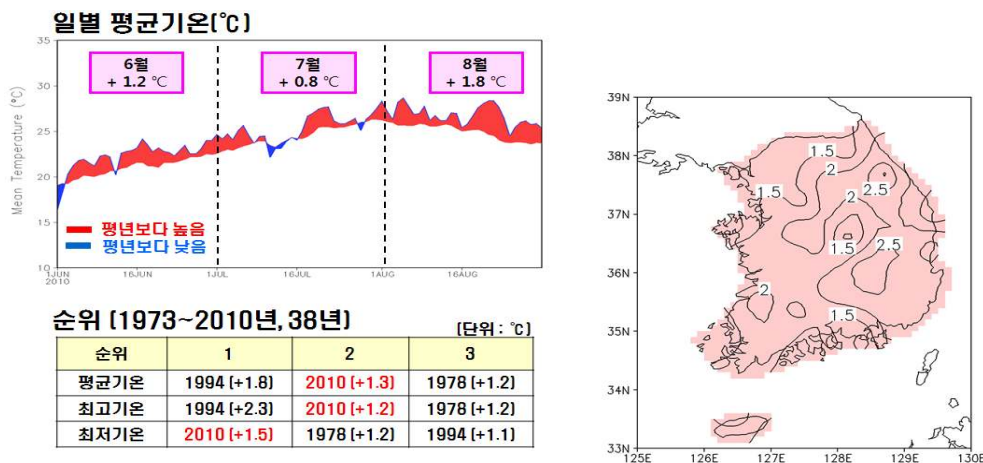 일별 평균기온(℃)
35
30
25
20
15
10
Mean Temperature (°C)
6월
+ 1.2 ℃
7월
+ 0.8 ℃
8월
+ 1.8 ℃
평년보다 높음
평년보다 낮음
1JUN
2010
16JUN
1JUL
16JUL
1AUG
16AUG
순위 (1973~2010년, 38년)
(단위 : ℃)
순위 1 2 3
평균기온 1994 (+1.8) 2010 (+1.3) 1978 (+1.2)
최고기온 1994 (+2.3) 2010 (+1.2) 1978 (+1.2)
최저기온 2010 (+1.5) 1978 (+1.2) 1994 (+1.1)
39N
38N
37N
36N
35N
34N
33N
125E 126E 127E 128E 129E 130E
1.5
2
2.5
1.5
2
1.5
2.5
2
1.5